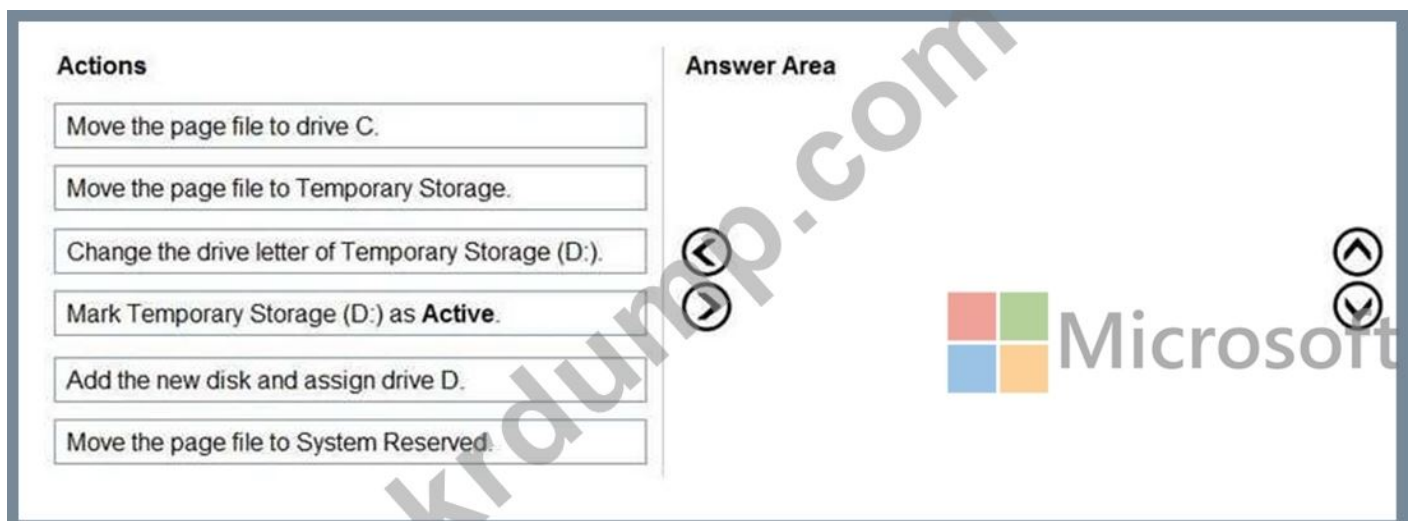 Actions
Answer Area
Move the page file to drive C.
Move the page file to Temporary Storage.
Change the drive letter of Temporary Storage (D:).
Mark Temporary Storage (D:) as Active.
Add the new disk and assign drive D.
Move the page file to System Reserved.
Microsoft
krdump.com